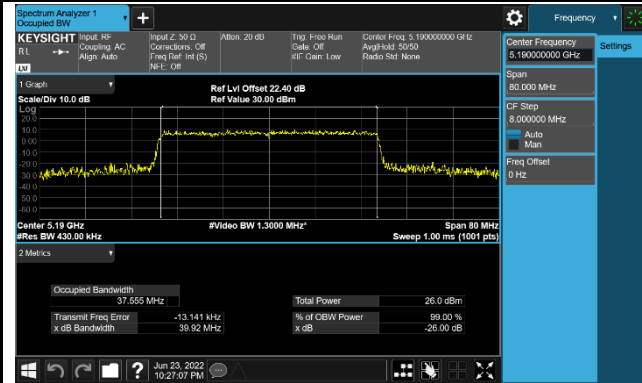 Spectrum Analyzer 1
Occupied BW
Frequency
KEYSIGHT
RL
LXI
Input: RF
Coupling: AC
Align: Auto
Input Z: 50 Ω
Corrections: Off
Freq Ref: Int (S)
NFE: Off
Atten: 20 dB
Trig: Free Run
Gate: Off
#IF Gain: Low
Center Freq: 5.190000000 GHz
Avg|Hold: 50/50
Radio Std: None
Center Frequency
5.190000000 GHz
Settings
Span
80.000 MHz
CF Step
8.000000 MHz
Auto
Man
Freq Offset
0 Hz
1 Graph
Scale/Div 10.0 dB
Ref Lvl Offset 22.40 dB
Ref Value 30.00 dBm
Log
20.0
10.0
0.00
-10.0
-20.0
-30.0
-40.0
-50.0
-60.0
Center 5.19 GHz
#Video BW 1.3000 MHz*
Span 80 MHz
#Res BW 430.00 kHz
Sweep 1.00 ms (1001 pts)
2 Metrics
Occupied Bandwidth
37.555 MHz
Total Power 26.0 dBm
Transmit Freq Error -13.141 kHz
% of OBW Power 99.00 %
x dB Bandwidth 39.92 MHz
x dB -26.00 dB
?
Jun 23, 2022
10:27:07 PM